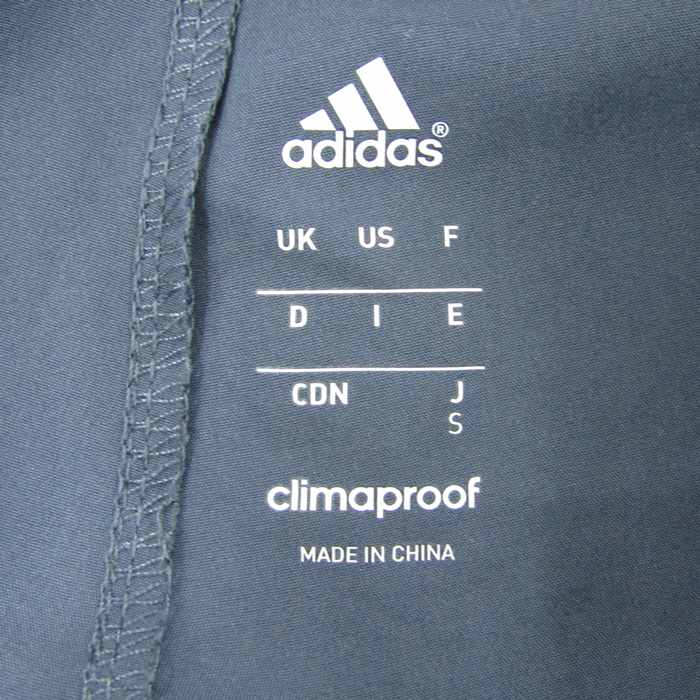 adidas®
UK US F
D I E
CDN J
S
climaproof
MADE IN CHINA